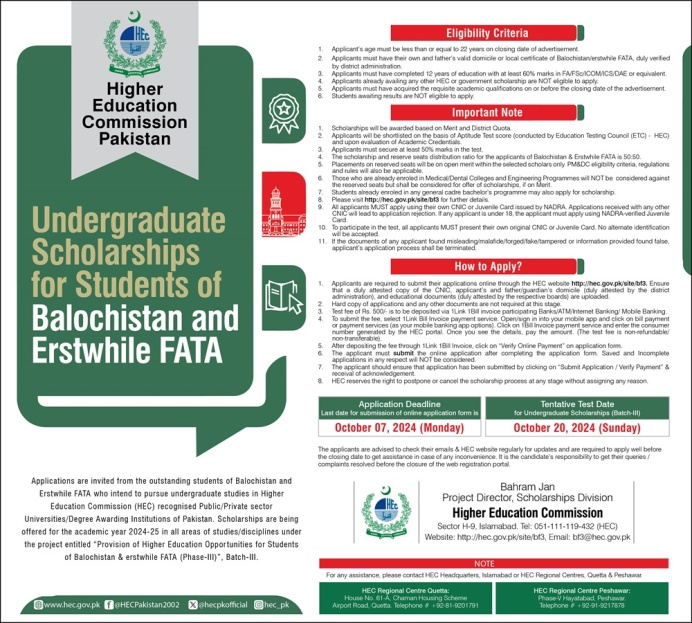 HEC
Higher
Education
Commission
Pakistan
Undergraduate
Scholarships
for Students of
Balochistan and
Erstwhile FATA
Applications are invited from the outstanding students of Balochistan and
Erstwhile FATA who intend to pursue undergraduate studies in Higher
Education Commission (HEC) recognised Public/Private sector
Universities/Degree Awarding Institutions of Pakistan. Scholarships are being
offered for the academic year 2024-25 in all areas of studies/disciplines under
the project entitled "Provision of Higher Education Opportunities for Students
of Balochistan & erstwhile FATA (Phase-III)", Batch-III.
www.hec.gov.pk @HECPakistan2002 @hecpkofficial hec_pk
Eligibility Criteria
1. Applicant's age must be less than or equal to 22 years on closing date of advertisement.
2. Applicants must have their own and father's valid domicile or local certificate of Balochistan/erstwhile FATA, duly verified
by district administration.
3. Applicants must have completed 12 years of education with at least 60% marks in FA/FSc/ICOM/ICS/DAE or equivalent.
4. Applicants already availing any other HEC or government scholarship are NOT eligible to apply.
5. Applicants must have acquired the requisite academic qualifications on or before the closing date of the advertisement.
6. Students awaiting results are NOT eligible to apply.
Important Note
1. Scholarships will be awarded based on Merit and District Quota.
2. Applicants will be shortlisted on the basis of Aptitude Test score (conducted by Education Testing Council (ETC) - HEC)
and upon evaluation of Academic Credentials.
3. Applicants must secure at least 50% marks in the test.
4. The scholarship and reserve seats distribution ratio for the applicants of Balochistan & Erstwhile FATA is 50:50.
5. Placements on reserved seats will be on open merit within the selected scholars only. PM&DC eligibility criteria, regulations
and rules will also be applicable.
6. Those who are already enrolled in Medical/Dental Colleges and Engineering Programmes will NOT be considered against
the reserved seats but shall be considered for offer of scholarships, if on Merit.
7. Students already enrolled in any general cadre bachelor's programme may also apply for scholarship.
8. Please visit http://hec.gov.pk/site/bf3 for further details.
9. All applicants MUST apply using their own CNIC or Juvenile Card issued by NADRA. Applications received with any other
CNIC will lead to application rejection. If any applicant is under 18, the applicant must apply using NADRA-verified Juvenile
Card.
10. To participate in the test, all applicants MUST present their own original CNIC or Juvenile Card. No alternate identification
will be accepted.
11. If the documents of any applicant found misleading/malafide/forged/fake/tampered or information provided found false,
applicant's application process shall be terminated.
How to Apply?
1. Applicants are required to submit their applications online through the HEC website http://hec.gov.pk/site/bf3. Ensure
that a duly attested copy of the CNIC, applicant's and father/guardian's domicile (duly attested by the district
administration), and educational documents (duly attested by the respective boards) are uploaded.
2. Hard copy of applications and any other documents are not required at this stage.
3. Test fee of Rs. 500/- is to be deposited via 1Link 1Bill invoice participating Banks/ATM/Internet Banking/ Mobile Banking.
4. To submit the fee, select 1Link Bill Invoice payment service. Open/sign in into your mobile app and click on bill payment
or payment services (as your mobile banking app options). Click on 1Bill Invoice payment service and enter the consumer
number generated by the HEC portal. Once you see the details, pay the amount. (The test fee is non-refundable/
non-transferable).
5. After depositing the fee through 1Link 1Bill Invoice, click on "Verify Online Payment" on application form.
6. The applicant must submit the online application after completing the application form. Saved and Incomplete
applications in any respect will NOT be considered.
7. The applicant should ensure that application has been submitted by clicking on "Submit Application / Verify Payment" &
receival of acknowledgement.
8. HEC reserves the right to postpone or cancel the scholarship process at any stage without assigning any reason.
Application Deadline
Last date for submission of online application form is
October 07, 2024 (Monday)
Tentative Test Date
for Undergraduate Scholarships (Batch-III)
October 20, 2024 (Sunday)
The applicants are advised to check their emails & HEC website regularly for updates and are required to apply well before
the closing date to get assistance in case of any inconvenience. It is the candidate's responsibility to get their queries /
complaints resolved before the closure of the web registration portal.
HEC
Bahram Jan
Project Director, Scholarships Division
Higher Education Commission
Sector H-9, Islamabad. Tel: 051-111-119-432 (HEC)
Website: http://hec.gov.pk/site/bf3, Email: bf3@hec.gov.pk
NOTE
For any assistance, please contact HEC Headquarters, Islamabad or HEC Regional Centres, Quetta & Peshawar.
HEC Regional Centre Quetta:
House No. 61-A, Chaman Housing Scheme
Airport Road, Quetta. Telephone # +92-81-9201791
HEC Regional Centre Peshawar:
Phase-V Hayatabad, Peshawar.
Telephone # +92-91-9217878